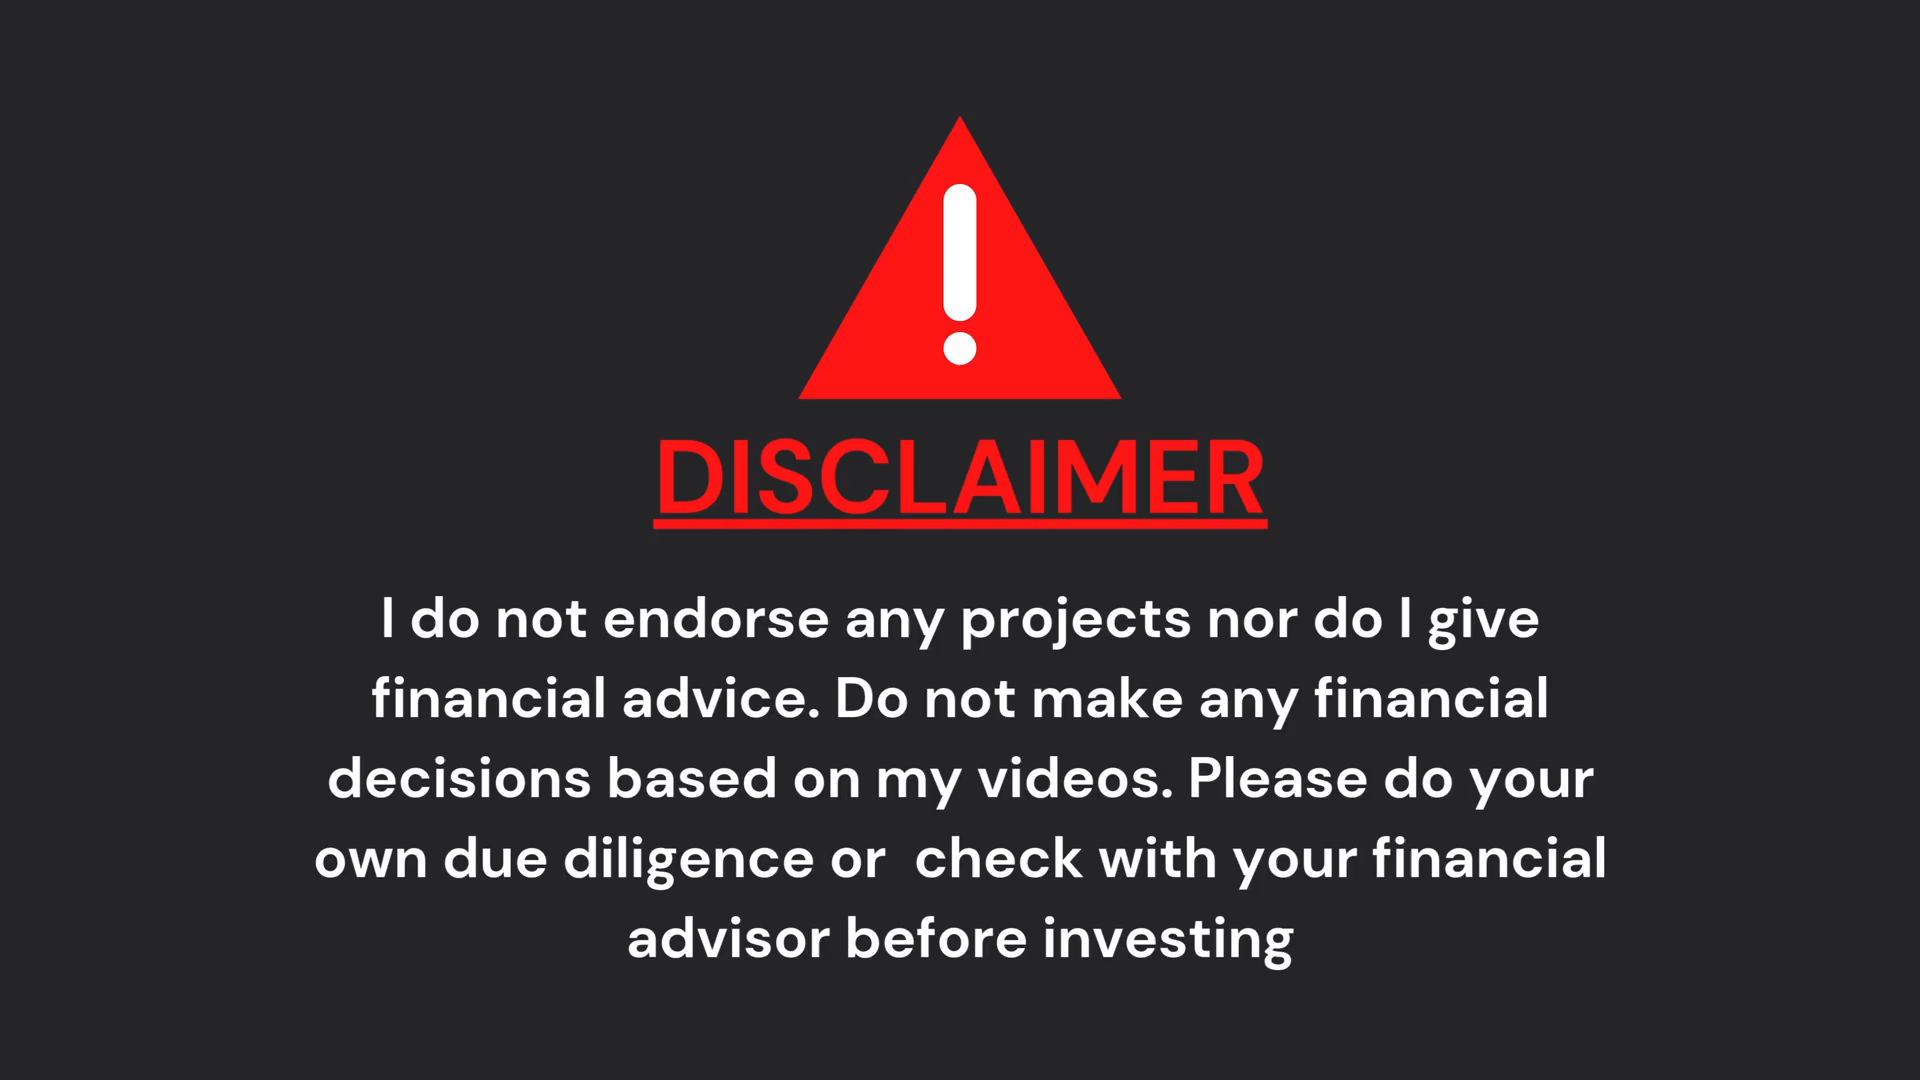 DISCLAIMER
I do not endorse any projects nor do I give
financial advice. Do not make any financial
decisions based on my videos. Please do your
own due diligence or  check with your financial
advisor before investing